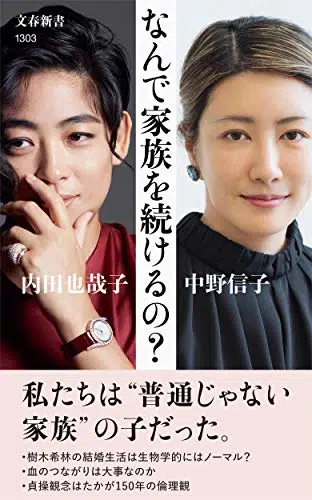 文春新書
1303
なんで家族を続けるの？
内田也哉子
中野信子
私たちは“普通じゃない
家族”の子だった。
・樹木希林の結婚生活は生物学的にはノーマル？
・血のつながりは大事なのか
・貞操観念はたかが150年の倫理観